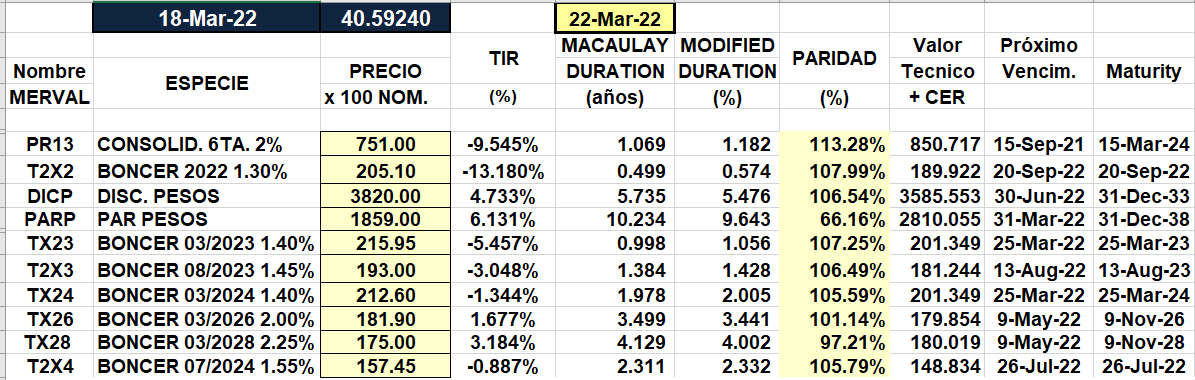 18-Mar-22 40.59240 22-Mar-22
MACAULAY MODIFIED Valor Próximo
TIR PARIDAD
Nombre PRECIO DURATION DURATION Tecnico Vencim. Maturity
ESPECIE
MERVAL x 100 NOM. (%) (años) (%) (%) + CER
PR13 CONSOLID. 6TA. 2% 751.00 -9.545% 1.069 1.182 113.28% 850.717 15-Sep-21 15-Mar-24
T2X2 BONCER 2022 1.30% 205.10 -13.180% 0.499 0.574 107.99% 189.922 20-Sep-22 20-Sep-22
DICP DISC. PESOS 3820.00 4.733% 5.735 5.476 106.54% 3585.553 30-Jun-22 31-Dec-33
PARP PAR PESOS 1859.00 6.131% 10.234 9.643 66.16% 2810.055 31-Mar-22 31-Dec-38
TX23 BONCER 03/2023 1.40% 215.95 -5.457% 0.998 1.056 107.25% 201.349 25-Mar-22 25-Mar-23
T2X3 BONCER 08/2023 1.45% 193.00 -3.048% 1.384 1.428 106.49% 181.244 13-Aug-22 13-Aug-23
TX24 BONCER 03/2024 1.40% 212.60 -1.344% 1.978 2.005 105.59% 201.349 25-Mar-22 25-Mar-24
TX26 BONCER 03/2026 2.00% 181.90 1.677% 3.499 3.441 101.14% 179.854 9-May-22 9-Nov-26
TX28 BONCER 03/2028 2.25% 175.00 3.184% 4.129 4.002 97.21% 180.019 9-May-22 9-Nov-28
T2X4 BONCER 07/2024 1.55% 157.45 -0.887% 2.311 2.332 105.79% 148.834 26-Jul-22 26-Jul-22